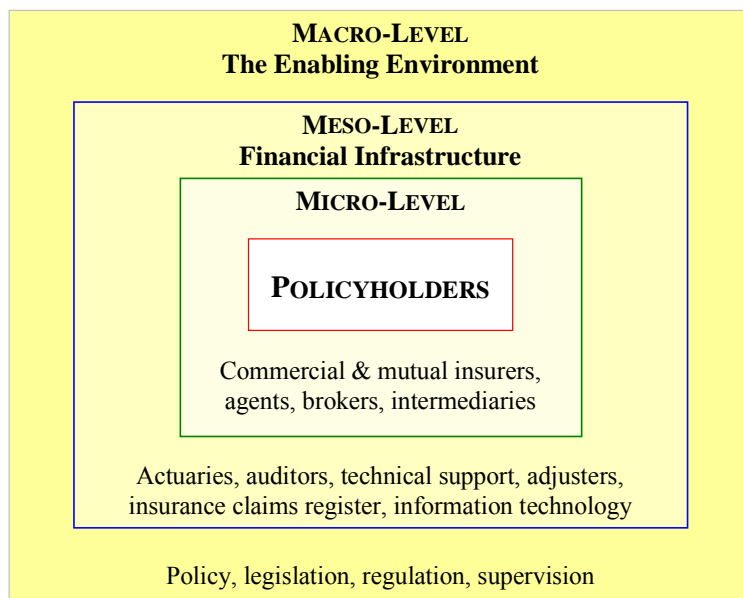 MACRO-LEVEL
The Enabling Environment
MESO-LEVEL
Financial Infrastructure
MICRO-LEVEL
POLICYHOLDERS
Commercial & mutual insurers,
agents, brokers, intermediaries
Actuaries, auditors, technical support, adjusters,
insurance claims register, information technology
Policy, legislation, regulation, supervision